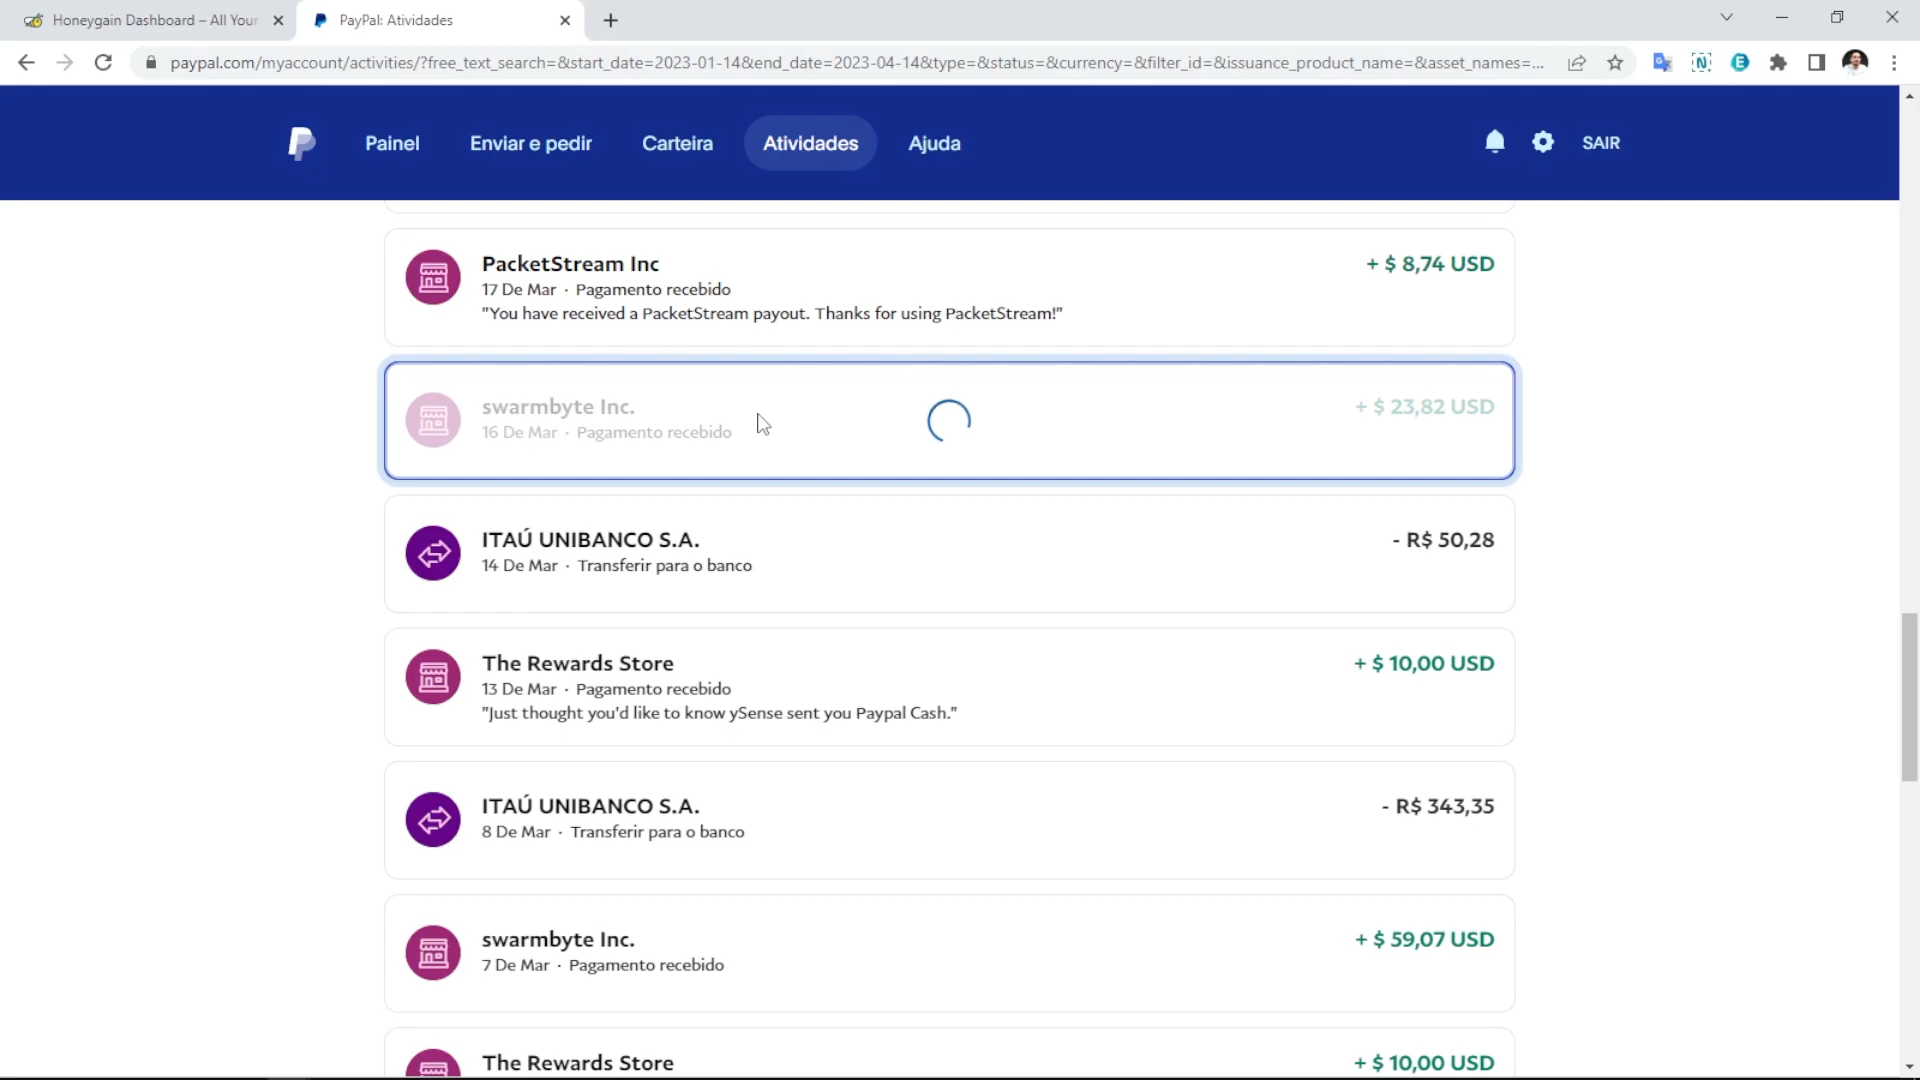 Honeygain Dashboard – All Your
PayPal: Atividades
paypal.com/myaccount/activities/?free_text_search=&start_date=2023-01-14&end_date=2023-04-14&type=&status=&currency=&filter_id=&issuance_product_name=&asset_names=...
Painel
Enviar e pedir
Carteira
Atividades
Ajuda
SAIR
PacketStream Inc
+ $ 8,74 USD
17 De Mar · Pagamento recebido
"You have received a PacketStream payout. Thanks for using PacketStream!"
swarmbyte Inc.
+ $ 23,82 USD
16 De Mar · Pagamento recebido
ITAÚ UNIBANCO S.A.
- R$ 50,28
14 De Mar · Transferir para o banco
The Rewards Store
+ $ 10,00 USD
13 De Mar · Pagamento recebido
"Just thought you'd like to know ySense sent you Paypal Cash."
ITAÚ UNIBANCO S.A.
- R$ 343,35
8 De Mar · Transferir para o banco
swarmbyte Inc.
+ $ 59,07 USD
7 De Mar · Pagamento recebido
The Rewards Store
+ $ 10,00 USD